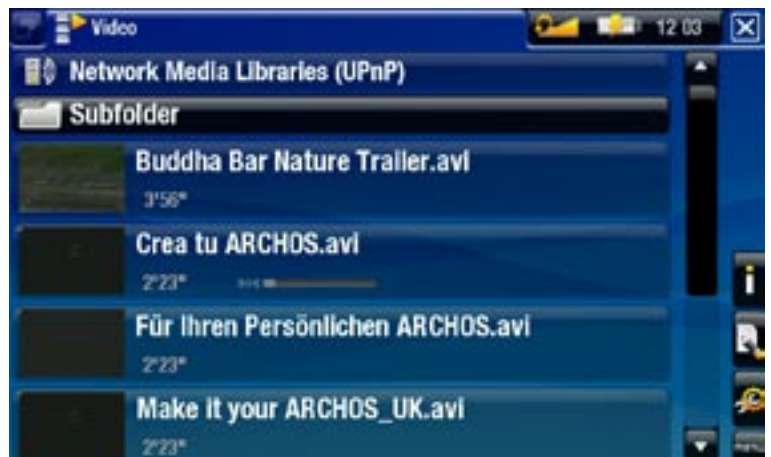 Video
12 03
Network Media Libraries (UPnP)
Subfolder
Buddha Bar Nature Trailer.avi
3'56"
Crea tu ARCHOS.avi
2'23"
Für Ihren Persönlichen ARCHOS.avi
2'23"
Make it your ARCHOS_UK.avi
2'23"